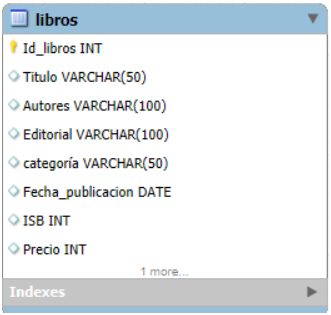 libros
Id_libros INT
Titulo VARCHAR(50)
Autores VARCHAR(100)
Editorial VARCHAR(100)
categoría VARCHAR(50)
Fecha_publicacion DATE
ISB INT
Precio INT
1 more...
Indexes